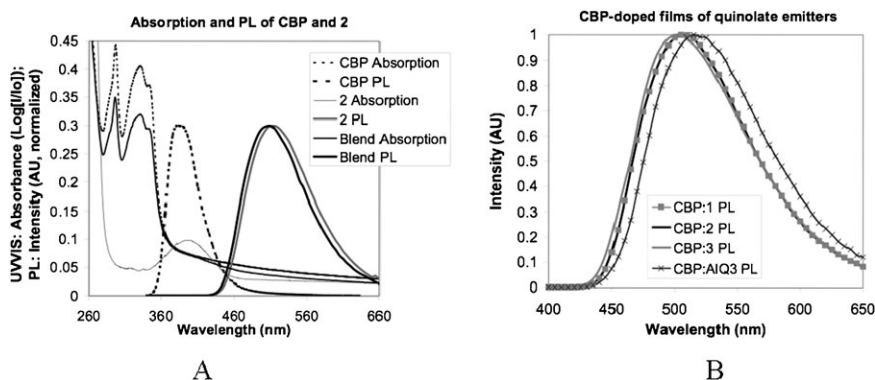 Absorption and PL of CBP and 2
UVVIS: Absorbance (Log[I/Io]);
PL: Intensity (AU, normalized)
0.45
0.4
0.35
0.3
0.25
0.2
0.15
0.1
0.05
0
260
360
460
560
660
Wavelength (nm)
CBP Absorption
CBP PL
2 Absorption
2 PL
Blend Absorption
Blend PL
A
CBP-doped films of quinolate emitters
Intensity (AU)
1
0.9
0.8
0.7
0.6
0.5
0.4
0.3
0.2
0.1
0
400
450
500
550
600
650
Wavelength (nm)
CBP:1 PL
CBP:2 PL
CBP:3 PL
CBP:AlQ3 PL
B